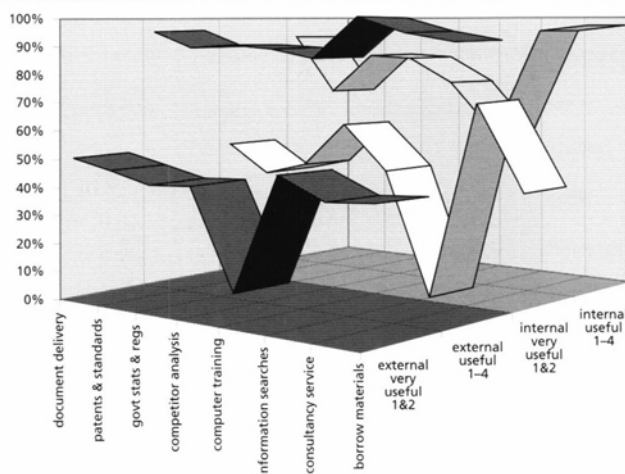 100%
90%
80%
70%
60%
50%
40%
30%
20%
10%
0%
document delivery
patents & standards
govt stats & regs
competitor analysis
computer training
nformation searches
consultancy service
borrow materials
external
very
useful
1&2
external
useful
1–4
internal
very
useful
1&2
internal
useful
1–4